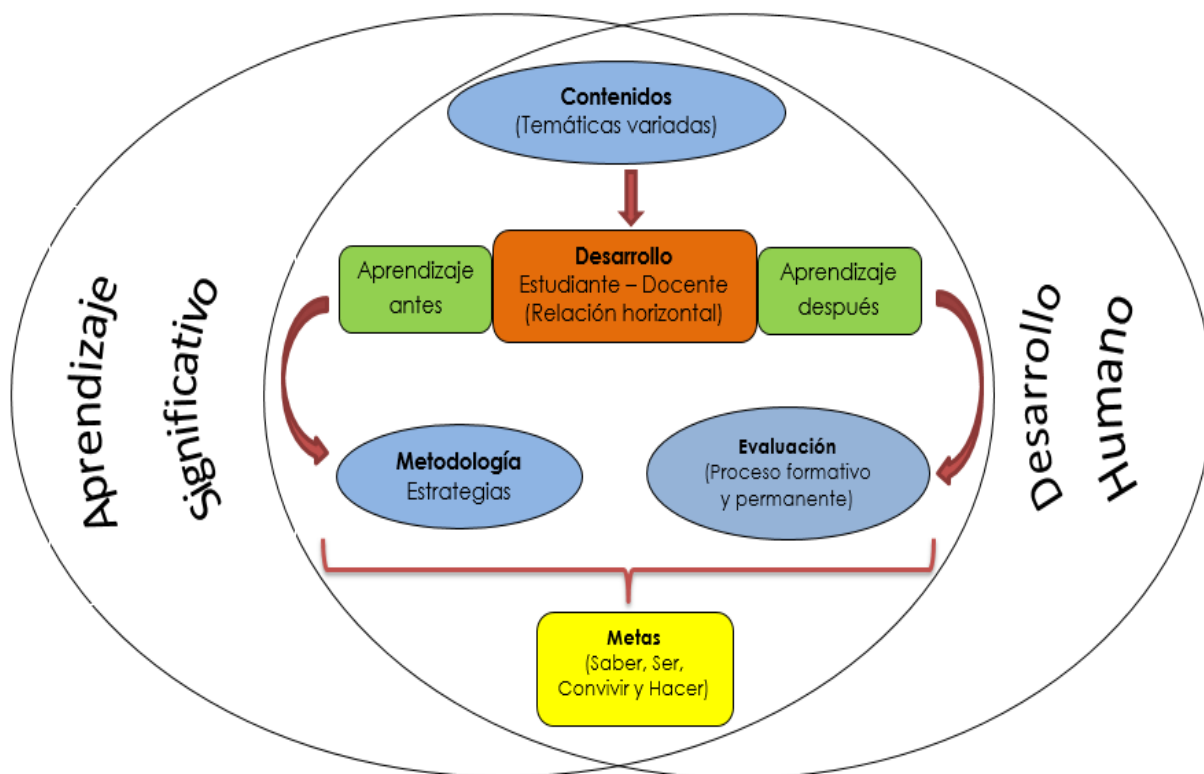 Contenidos
(Temáticas variadas)
Aprendizaje
antes
Desarrollo
Estudiante – Docente
(Relación horizontal)
Aprendizaje
después
Aprendizaje
Significativo
Desarrollo
Humano
Metodología
Estrategias
Evaluación
(Proceso formativo
y permanente)
Metas
(Saber, Ser,
Convivir y Hacer)